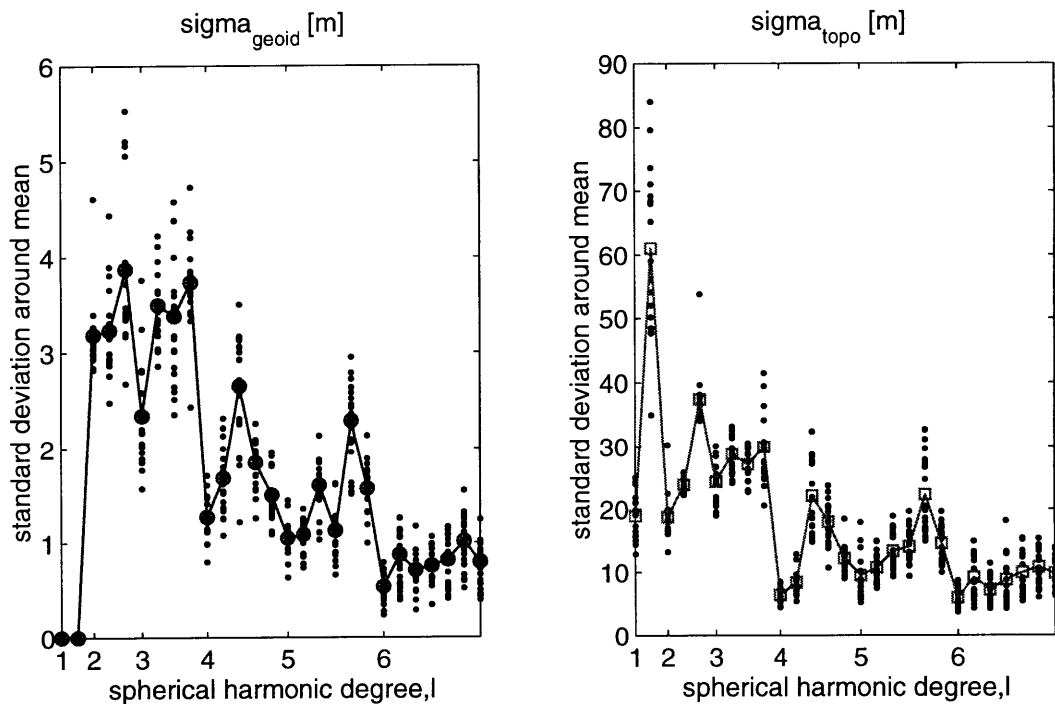 sigma_geoid [m]
standard deviation around mean
6
5
4
3
2
1
0
1 2 3 4 5 6
spherical harmonic degree,l
sigma_topo [m]
standard deviation around mean
90
80
70
60
50
40
30
20
10
0
1 2 3 4 5 6
spherical harmonic degree,l